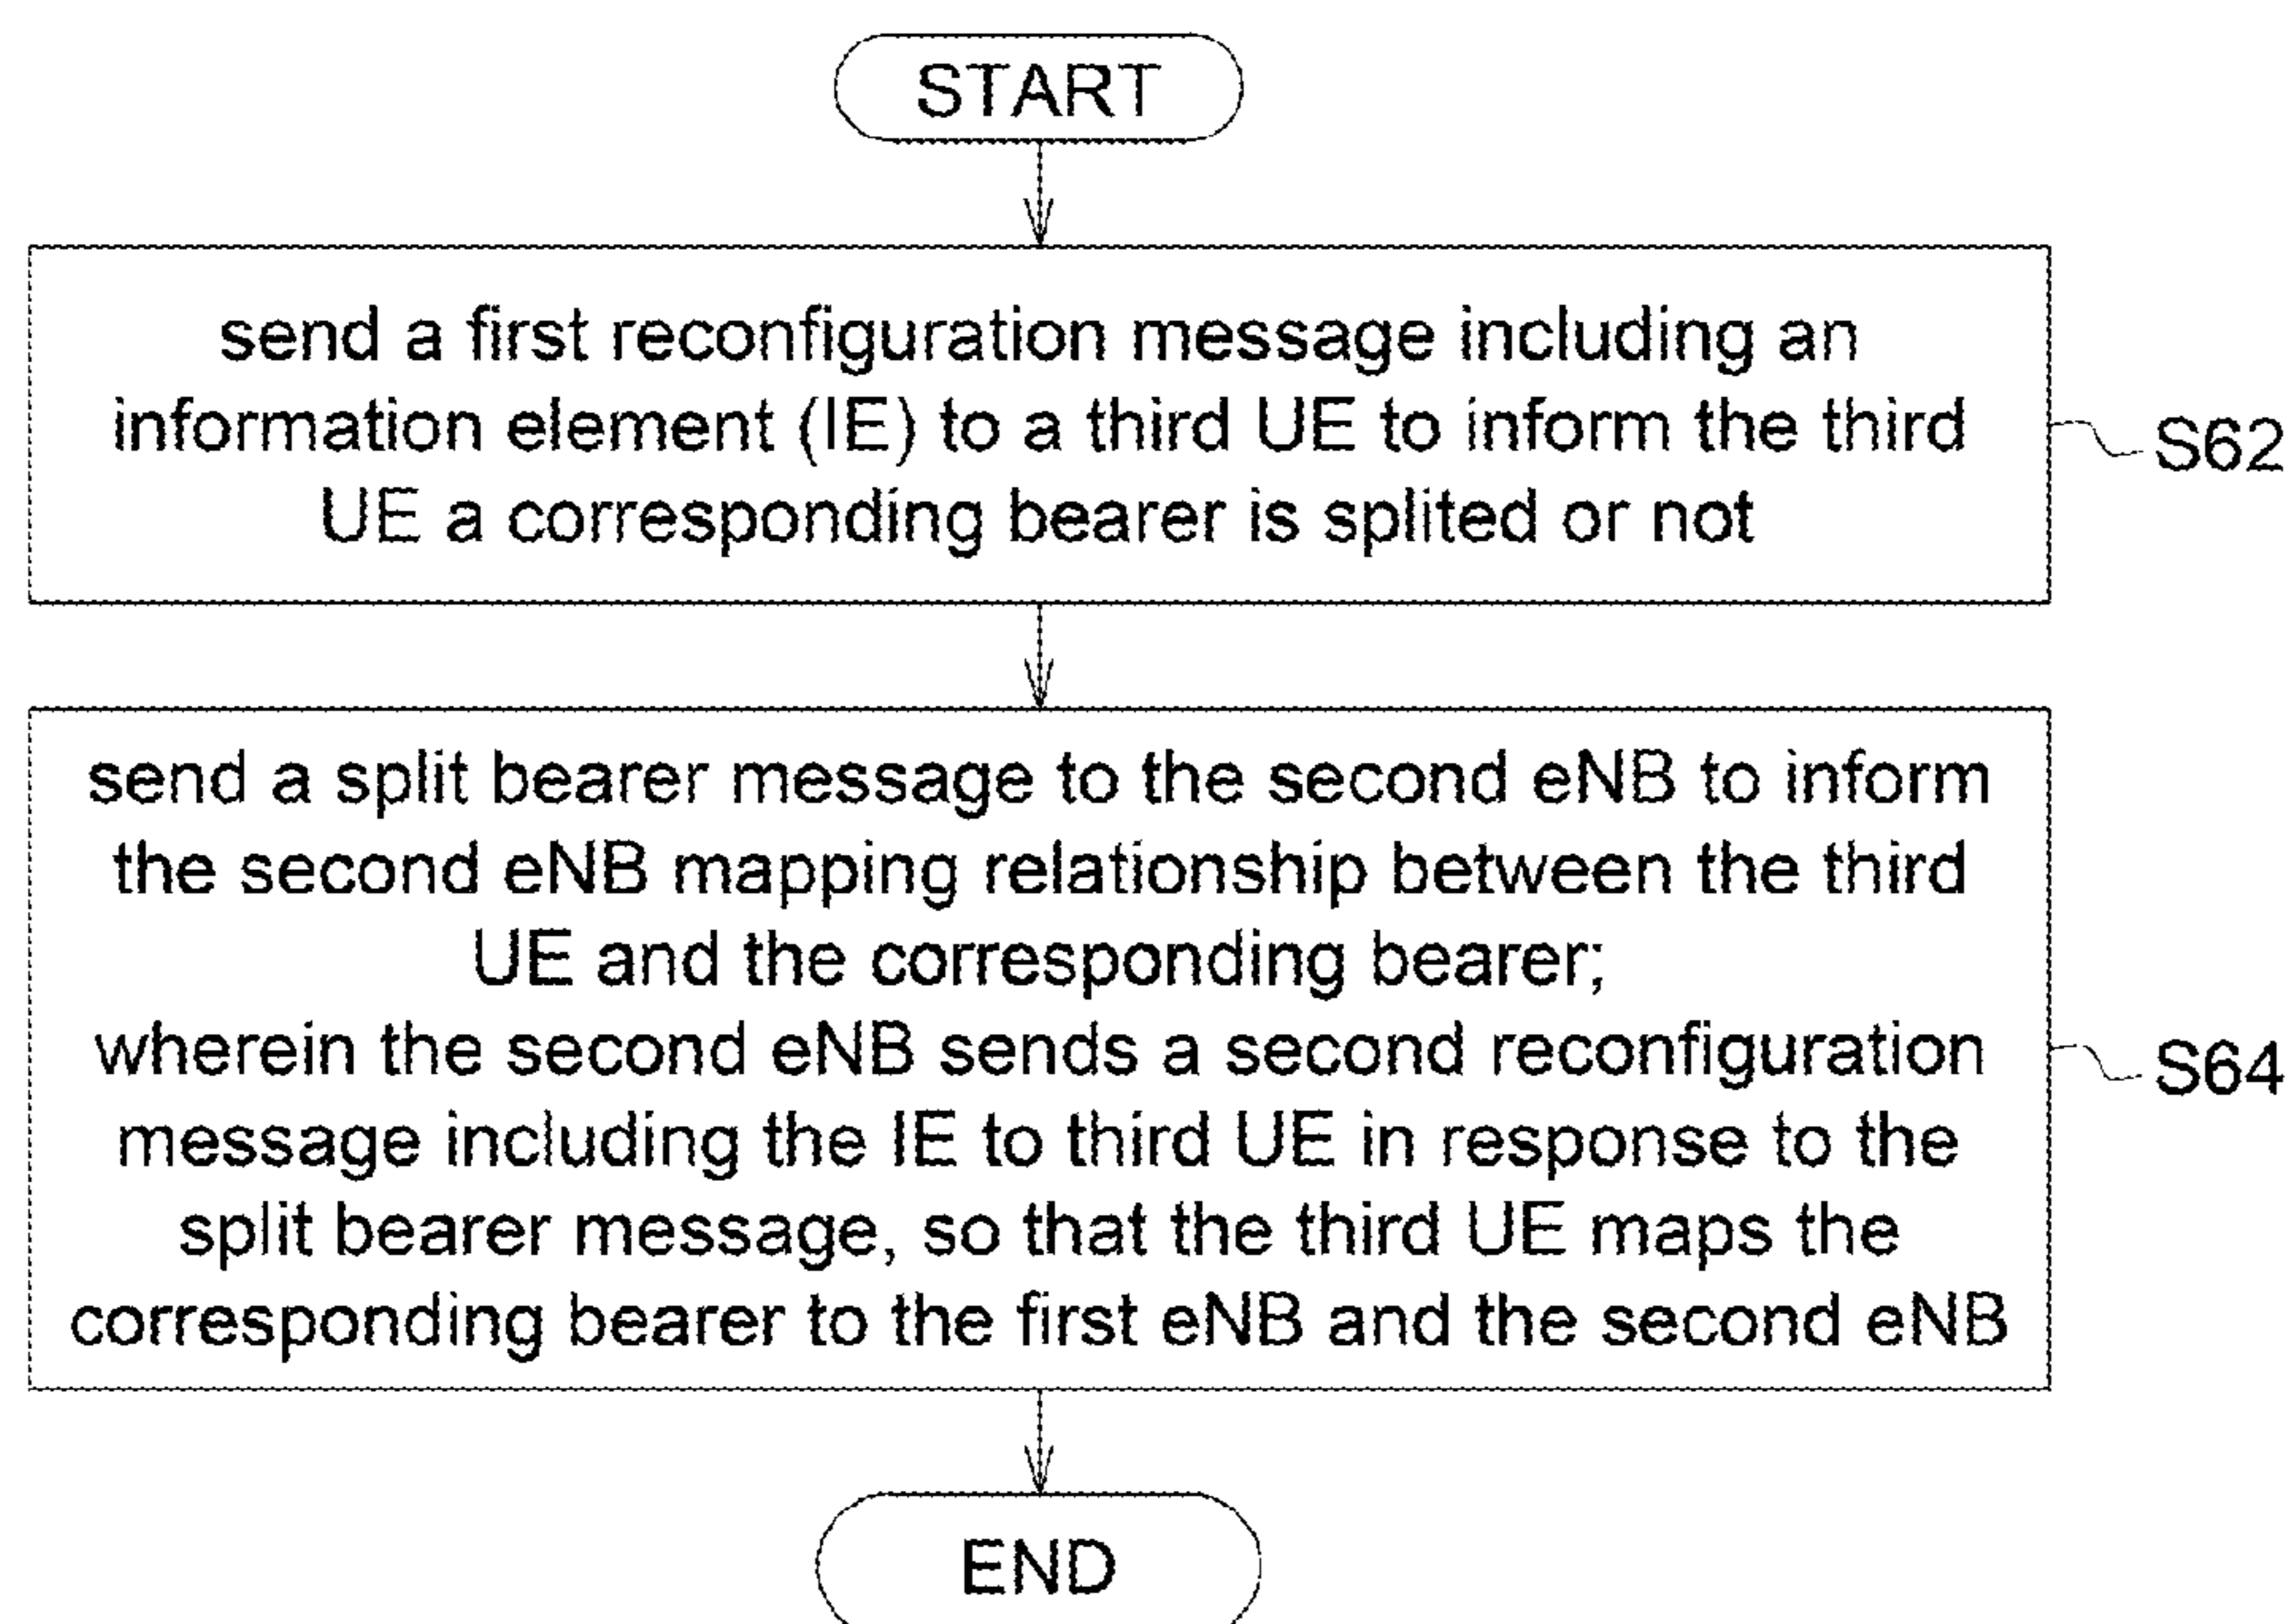 START
send a first reconfiguration message including an
information element (IE) to a third UE to inform the third
UE a corresponding bearer is splited or not
S62
send a split bearer message to the second eNB to inform
the second eNB mapping relationship between the third
UE and the corresponding bearer;
wherein the second eNB sends a second reconfiguration
message including the IE to third UE in response to the
split bearer message, so that the third UE maps the
corresponding bearer to the first eNB and the second eNB
S64
END